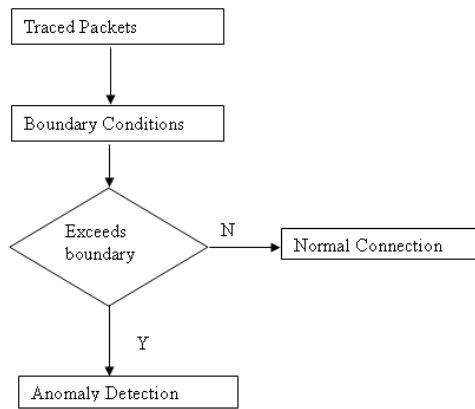 Traced Packets
Boundary Conditions
Exceeds
boundary
N
Normal Connection
Y
Anomaly Detection